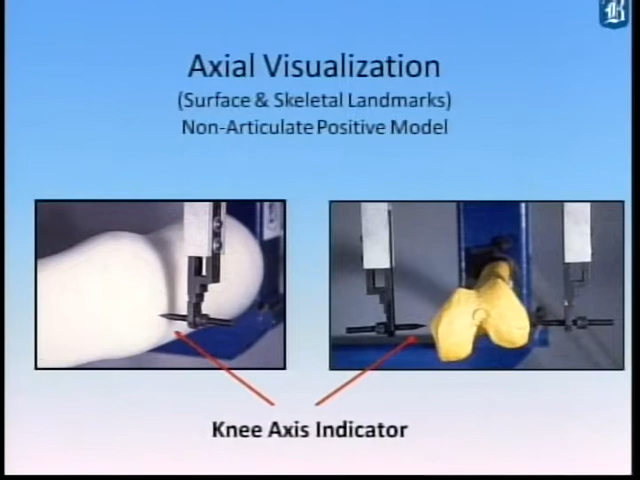 Axial Visualization
(Surface & Skeletal Landmarks)
Non-Articulate Positive Model
Knee Axis Indicator